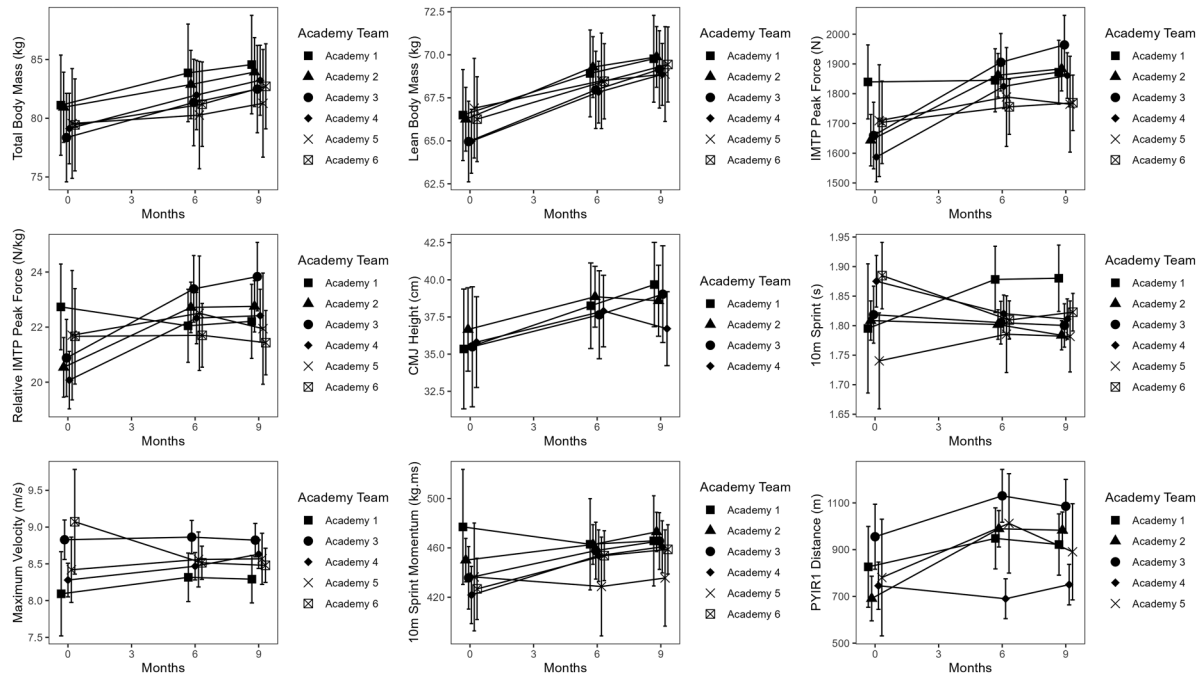 Total Body Mass (kg)
85
80
75
0
3
6
9
Months
Academy Team
Academy 1
Academy 2
Academy 3
Academy 4
Academy 5
Academy 6
Lean Body Mass (kg)
72.5
70.0
67.5
65.0
62.5
0
3
6
9
Months
Academy Team
Academy 1
Academy 2
Academy 3
Academy 4
Academy 5
Academy 6
IMTP Peak Force (N)
2000
1900
1800
1700
1600
1500
0
3
6
9
Months
Academy Team
Academy 1
Academy 2
Academy 3
Academy 4
Academy 5
Academy 6
Relative IMTP Peak Force (N/kg)
24
22
20
0
3
6
9
Months
Academy Team
Academy 1
Academy 2
Academy 3
Academy 4
Academy 5
Academy 6
CMJ Height (cm)
42.5
40.0
37.5
35.0
32.5
0
3
6
9
Months
Academy Team
Academy 1
Academy 2
Academy 3
Academy 4
10m Sprint (s)
1.95
1.90
1.85
1.80
1.75
1.70
1.65
0
3
6
9
Months
Academy Team
Academy 1
Academy 2
Academy 3
Academy 4
Academy 5
Academy 6
Maximum Velocity (m/s)
9.5
9.0
8.5
8.0
7.5
0
3
6
9
Months
Academy Team
Academy 1
Academy 3
Academy 4
Academy 5
Academy 6
10m Sprint Momentum (kg.ms)
500
460
420
0
3
6
9
Months
Academy Team
Academy 1
Academy 2
Academy 3
Academy 4
Academy 5
Academy 6
PYIR1 Distance (m)
1100
900
700
500
0
3
6
9
Months
Academy Team
Academy 1
Academy 2
Academy 3
Academy 4
Academy 5